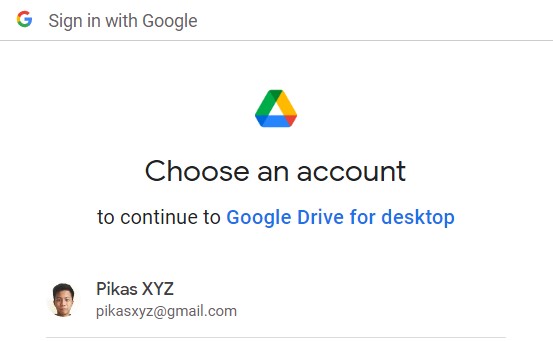 Sign in with Google
Choose an account
to continue to Google Drive for desktop
Pikas XYZ
pikasxyz@gmail.com